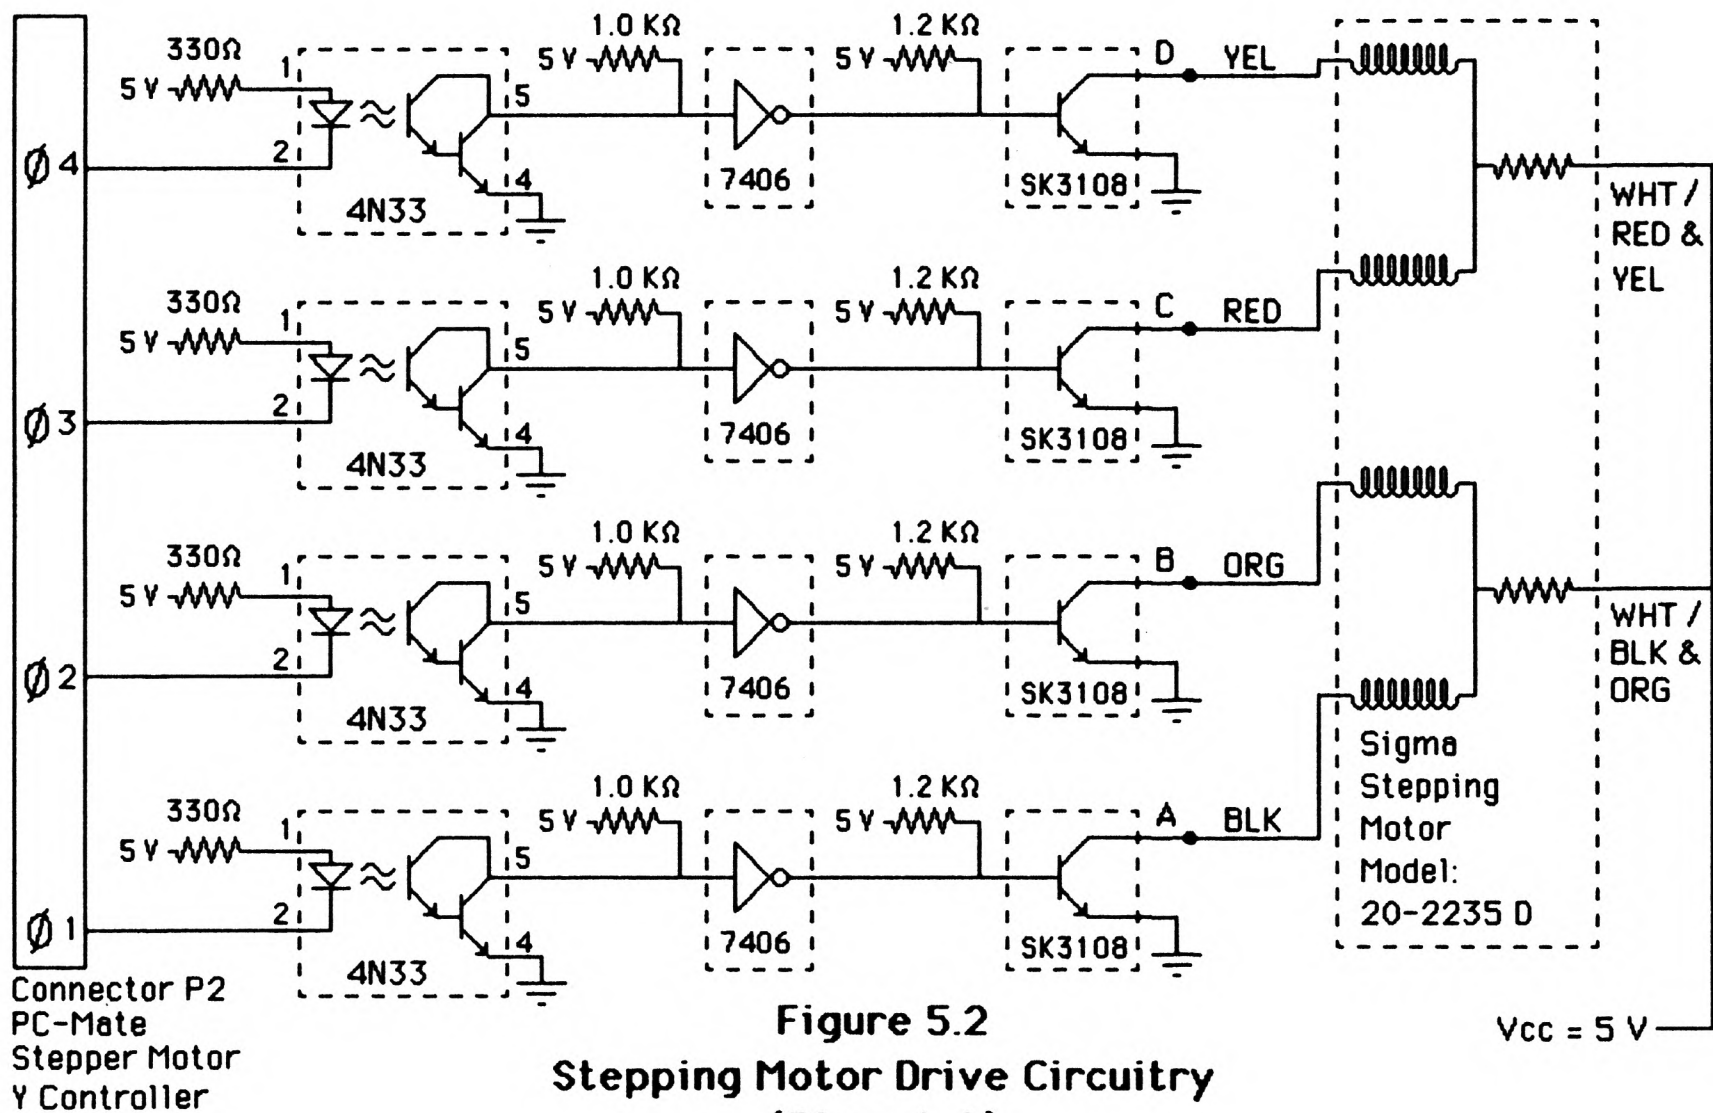 330Ω
5 V
1
2
Ø 4
4N33
5
4
1.0 KΩ
5 V
7406
1.2 KΩ
5 V
SK3108
D YEL
WHT /
RED &
YEL
330Ω
5 V
1
2
Ø 3
4N33
5
4
1.0 KΩ
5 V
7406
1.2 KΩ
5 V
SK3108
C RED
330Ω
5 V
1
2
Ø 2
4N33
5
4
1.0 KΩ
5 V
7406
1.2 KΩ
5 V
SK3108
B ORG
WHT /
BLK &
ORG
330Ω
5 V
1
2
Ø 1
4N33
5
4
1.0 KΩ
5 V
7406
1.2 KΩ
5 V
SK3108
A BLK
Sigma
Stepping
Motor
Model:
20-2235 D
Connector P2
PC-Mate
Stepper Motor
Y Controller
Vcc = 5 V
Figure 5.2
Stepping Motor Drive Circuitry